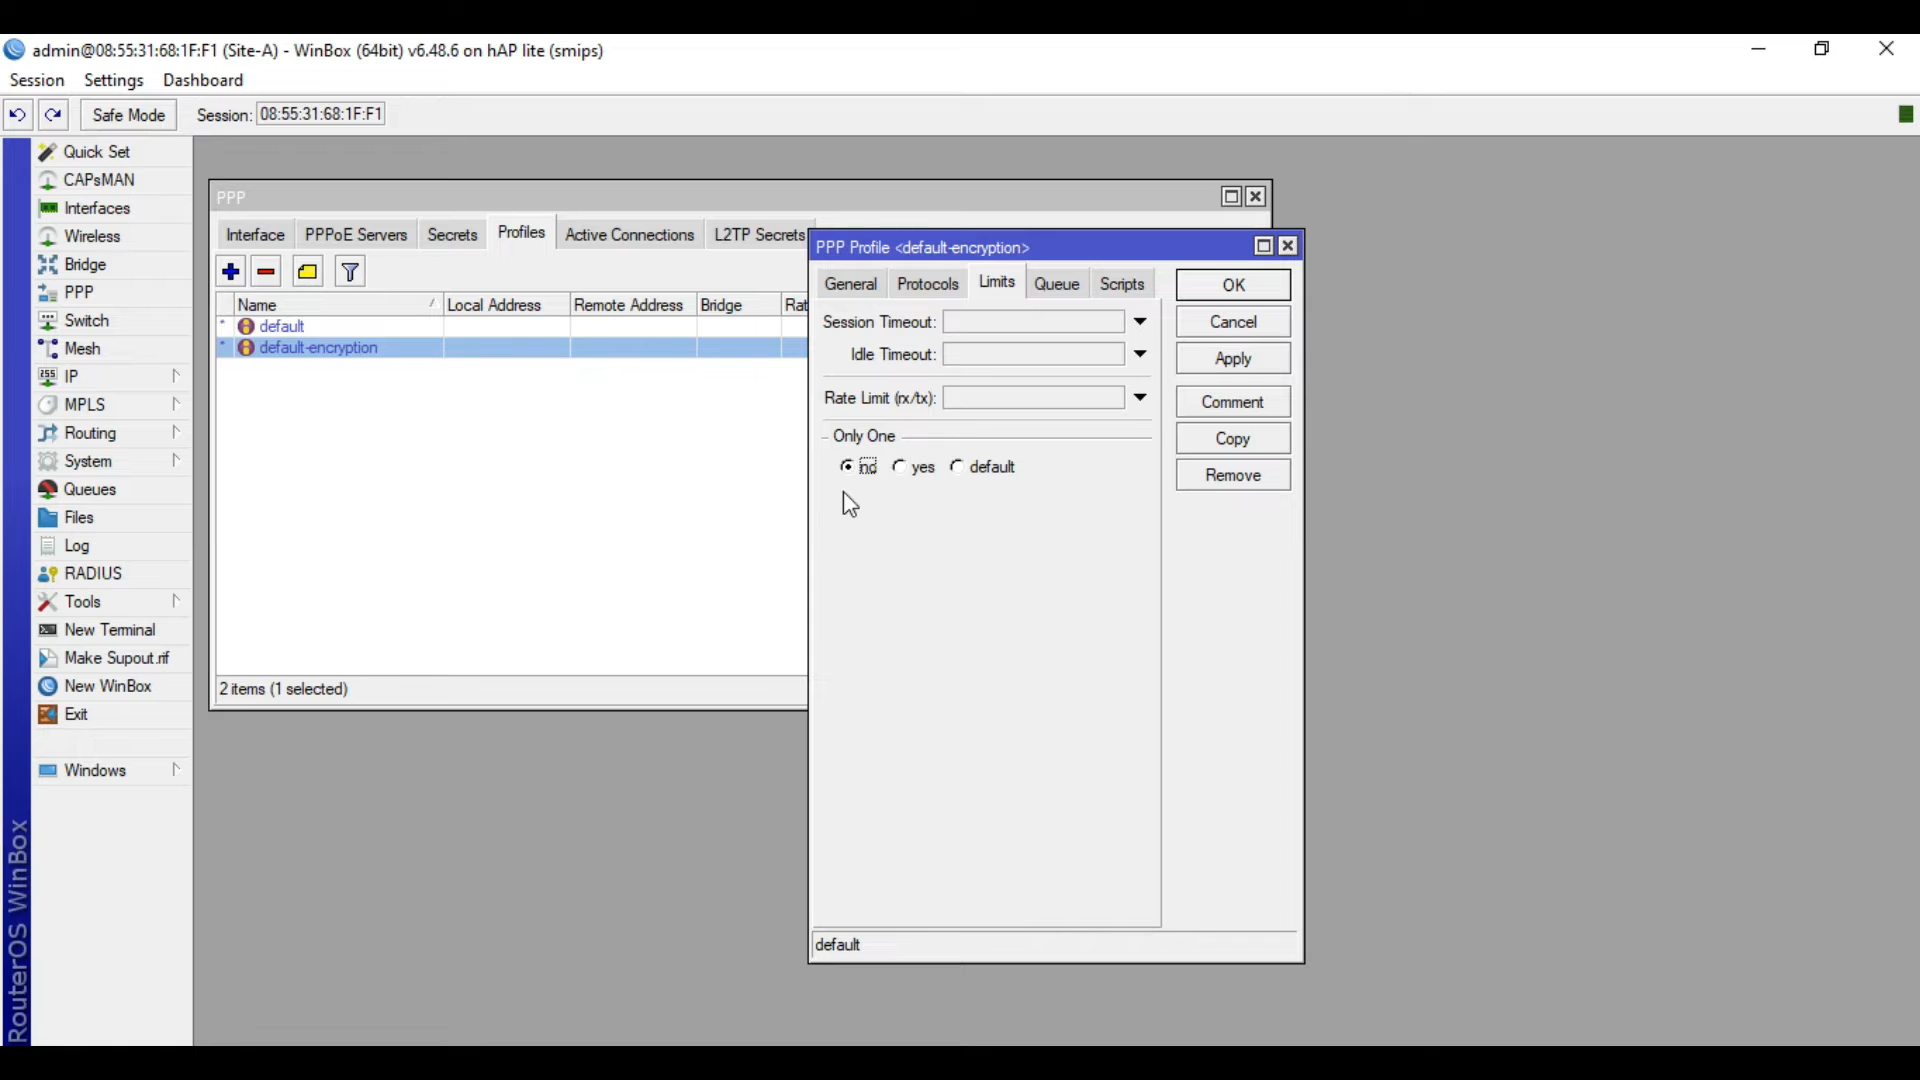 admin@08:55:31:68:1F:F1 (Site-A) - WinBox (64bit) v6.48.6 on hAP lite (smips)
Session Settings Dashboard
Safe Mode Session: 08:55:31:68:1F:F1
Quick Set
CAPsMAN
Interfaces
Wireless
Bridge
PPP
Switch
Mesh
IP
MPLS
Routing
System
Queues
Files
Log
RADIUS
Tools
New Terminal
Make Supout.rif
New WinBox
Exit
Windows
RouterOS WinBox
PPP
Interface PPPoE Servers Secrets Profiles Active Connections L2TP Secrets
Name Local Address Remote Address Bridge Rat
* default
* default-encryption
2 items (1 selected)
PPP Profile <default-encryption>
General Protocols Limits Queue Scripts
Session Timeout:
Idle Timeout:
Rate Limit (rx/tx):
Only One
no yes default
OK
Cancel
Apply
Comment
Copy
Remove
default